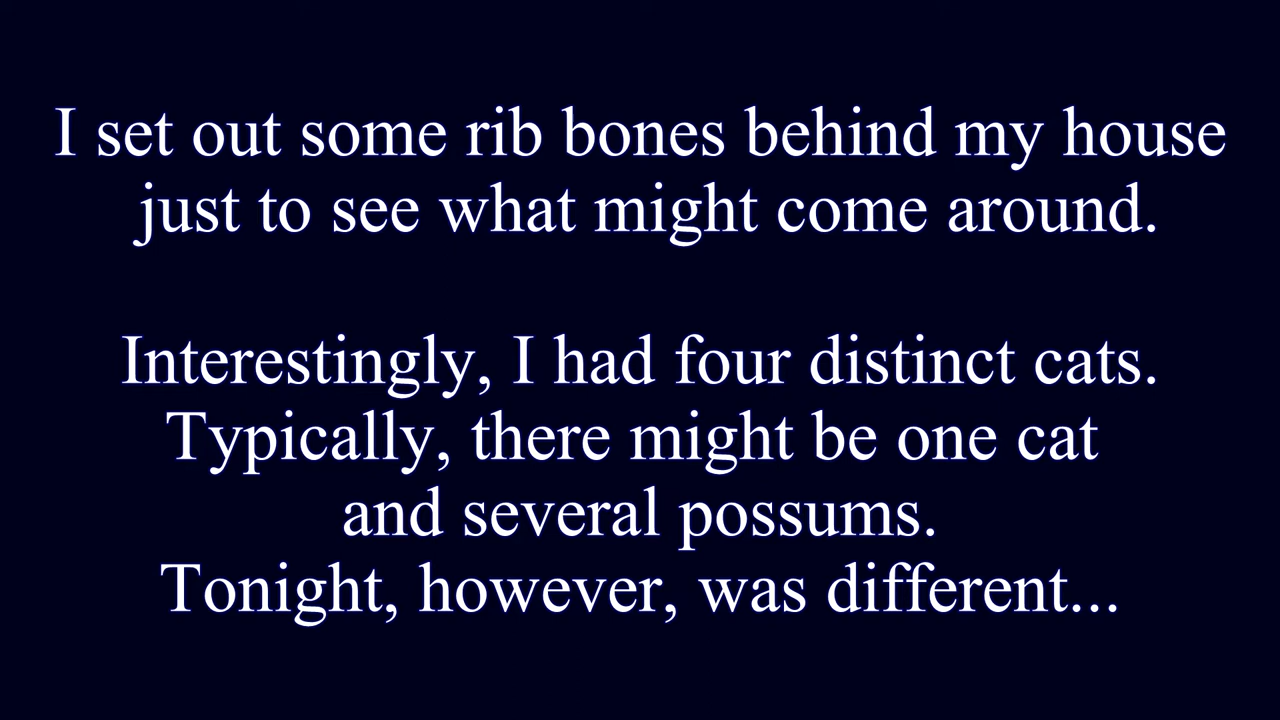 I set out some rib bones behind my house
just to see what might come around.
Interestingly, I had four distinct cats.
Typically, there might be one cat
and several possums.
Tonight, however, was different...